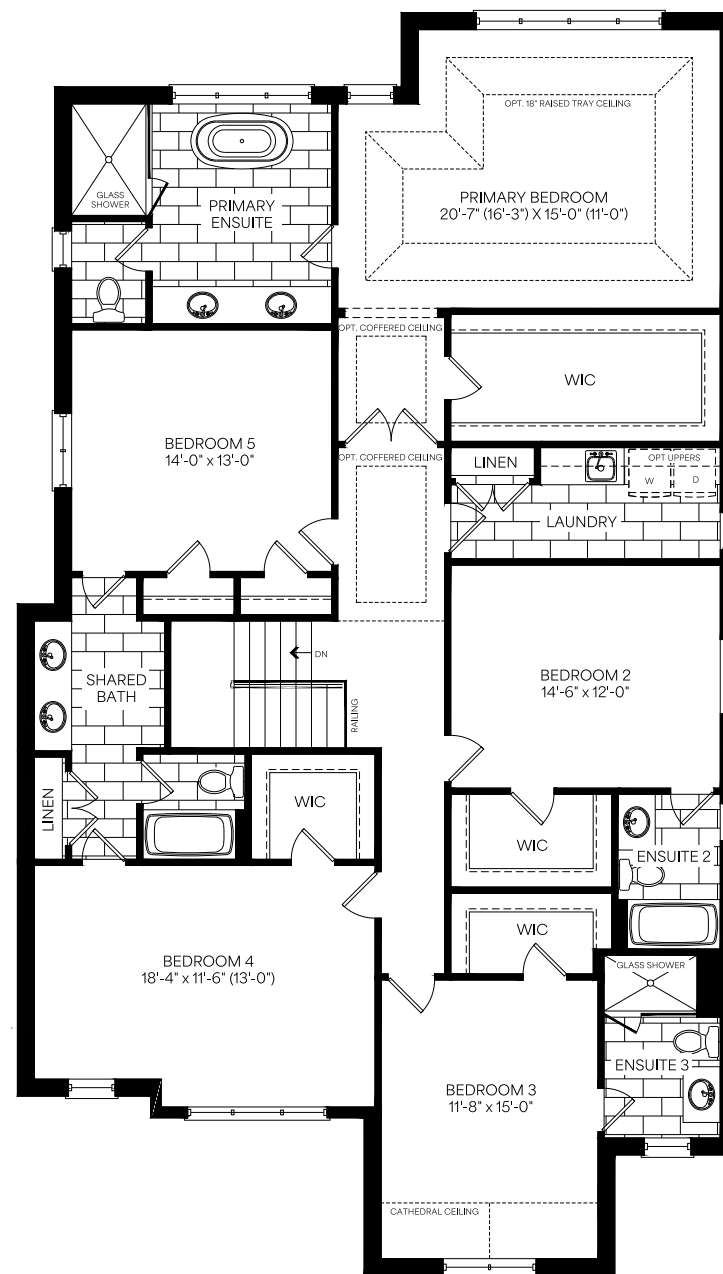 OPT. 18" RAISED TRAY CEILING
PRIMARY BEDROOM
20'-7" (16'-3") X 15'-0" (11'-0")
GLASS
SHOWER
PRIMARY
ENSUITE
OPT. COFFERED CEILING
WIC
BEDROOM 5
14'-0" x 13'-0"
OPT. COFFERED CEILING
LINEN
OPT UPPERS
W
D
LAUNDRY
DN
RAILING
SHARED
BATH
BEDROOM 2
14'-6" x 12'-0"
LINEN
WIC
WIC
ENSUITE 2
WIC
BEDROOM 4
18'-4" x 11'-6" (13'-0")
GLASS SHOWER
ENSUITE 3
BEDROOM 3
11'-8" x 15'-0"
CATHEDRAL CEILING